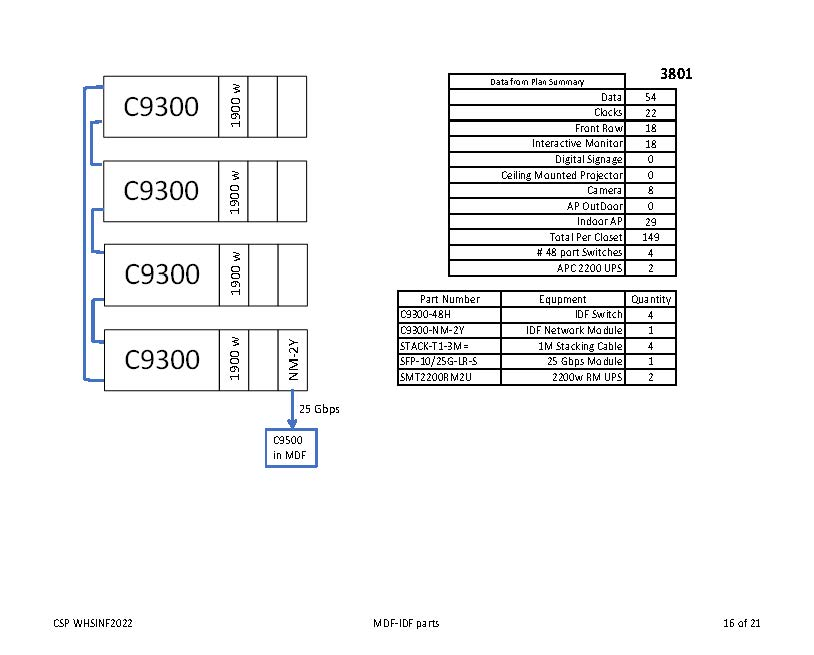 3801
C9300 1900 w
C9300 1900 w
C9300 1900 w
C9300 1900 w NM-2Y
25 Gbps
C9500
in MDF
Data from Plan Summary
Data 54
Clocks 22
Front Row 18
Interactive Monitor 18
Digital Signage 0
Ceiling Mounted Projector 0
Camera 8
AP OutDoor 0
Indoor AP 29
Total Per Closet 149
# 48 port Switches 4
APC 2200 UPS 2
Part Number Equpment Quantity
C9300-48H IDF Switch 4
C9300-NM-2Y IDF Network Module 1
STACK-T1-3M= 1M Stacking Cable 4
SFP-10/25G-LR-S 25 Gbps Module 1
SMT2200RM2U 2200w RM UPS 2
CSP WHSINF2022 MDF-IDF parts 16 of 21